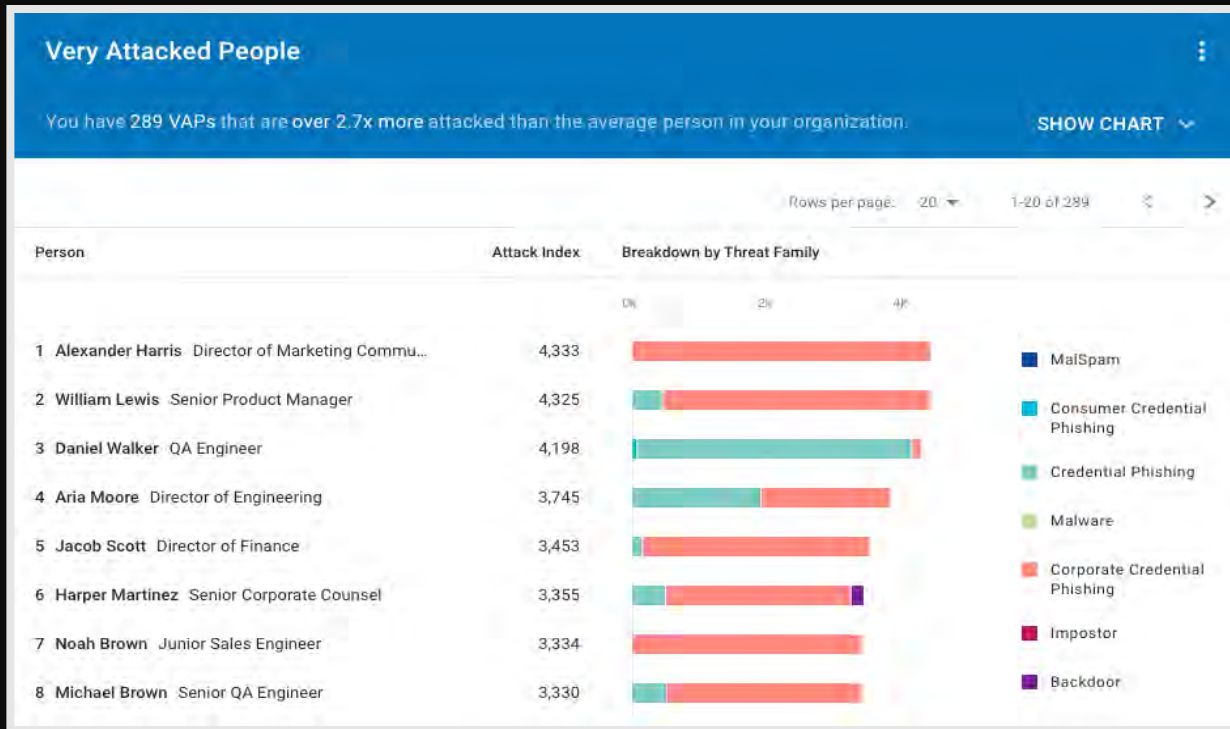 Very Attacked People
You have 289 VAPs that are over 2.7x more attacked than the average person in your organization.
SHOW CHART
Rows per page: 20
1-20 of 289
Person
Attack Index
Breakdown by Threat Family
0K
2K
4K
1 Alexander Harris Director of Marketing Commu... 4,333
2 William Lewis Senior Product Manager 4,325
3 Daniel Walker QA Engineer 4,198
4 Aria Moore Director of Engineering 3,745
5 Jacob Scott Director of Finance 3,453
6 Harper Martinez Senior Corporate Counsel 3,355
7 Noah Brown Junior Sales Engineer 3,334
8 Michael Brown Senior QA Engineer 3,330
MalSpam
Consumer Credential
Phishing
Credential Phishing
Malware
Corporate Credential
Phishing
Impostor
Backdoor